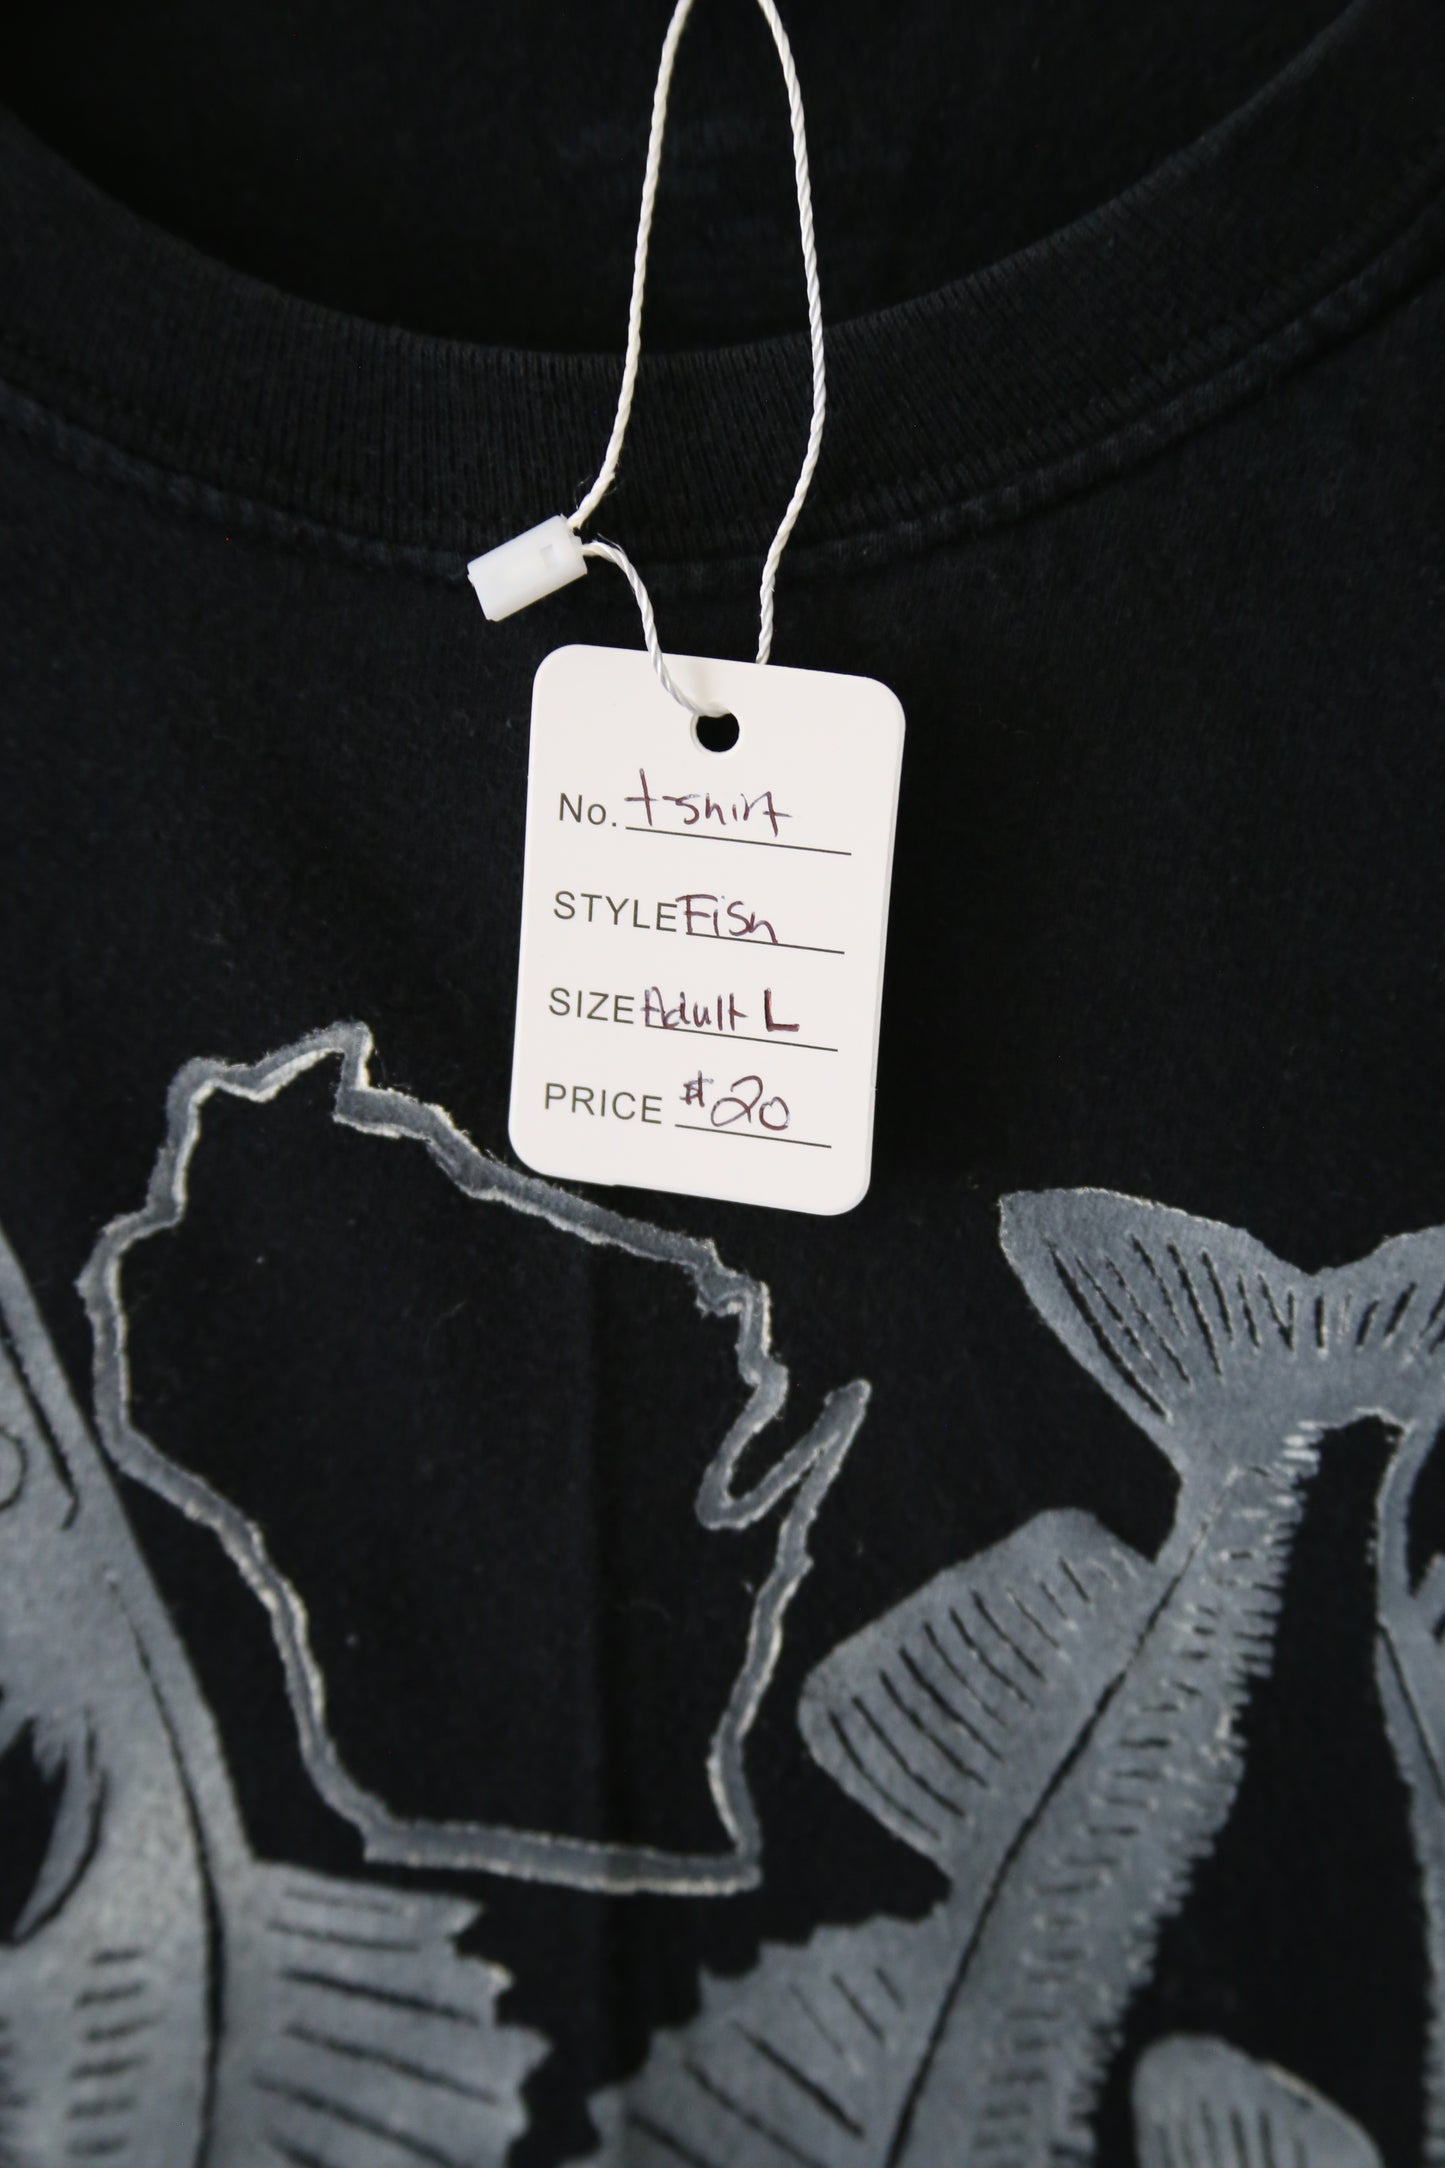 No. t-shirt
STYLE Fish
SIZE Adult L
PRICE $20